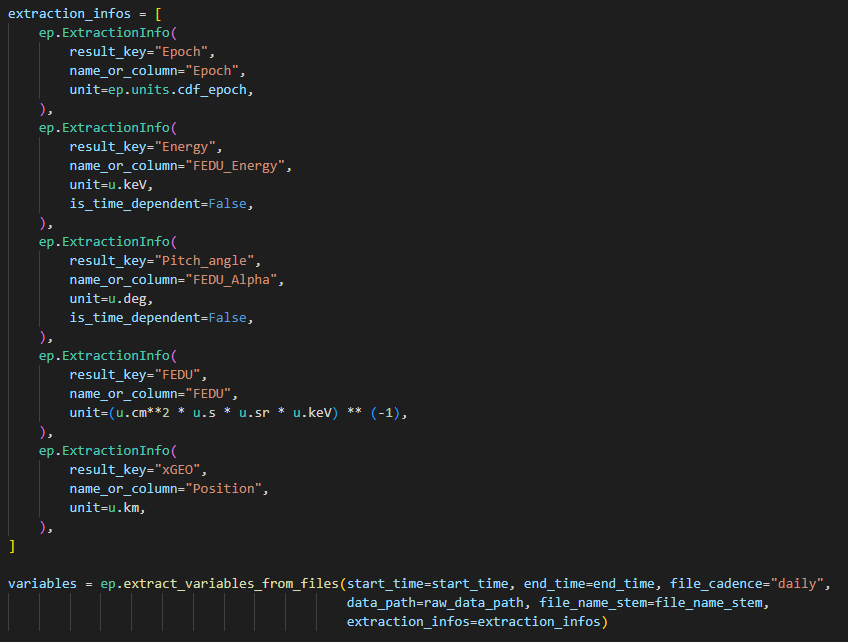 extraction_infos = [
    ep.ExtractionInfo(
        result_key="Epoch",
        name_or_column="Epoch",
        unit=ep.units.cdf_epoch,
    ),
    ep.ExtractionInfo(
        result_key="Energy",
        name_or_column="FEDU_Energy",
        unit=u.keV,
        is_time_dependent=False,
    ),
    ep.ExtractionInfo(
        result_key="Pitch_angle",
        name_or_column="FEDU_Alpha",
        unit=u.deg,
        is_time_dependent=False,
    ),
    ep.ExtractionInfo(
        result_key="FEDU",
        name_or_column="FEDU",
        unit=(u.cm**2 * u.s * u.sr * u.keV) ** (-1),
    ),
    ep.ExtractionInfo(
        result_key="xGEO",
        name_or_column="Position",
        unit=u.km,
    ),
]

variables = ep.extract_variables_from_files(start_time=start_time, end_time=end_time, file_cadence="daily",
                                            data_path=raw_data_path, file_name_stem=file_name_stem,
                                            extraction_infos=extraction_infos)